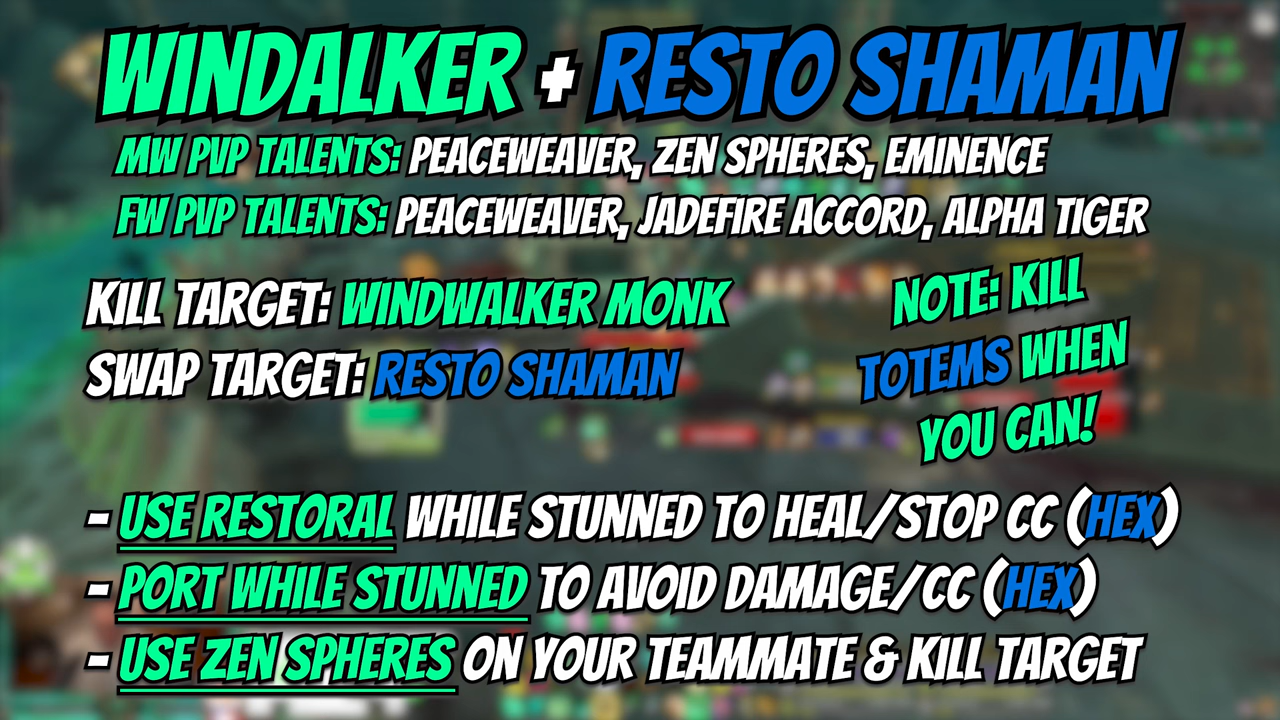 WINDALKER + RESTO SHAMAN
MW PVP TALENTS: PEACEWEAVER, ZEN SPHERES, EMINENCE
FW PVP TALENTS: PEACEWEAVER, JADEFIRE ACCORD, ALPHA TIGER
KILL TARGET: WINDWALKER MONK
SWAP TARGET: RESTO SHAMAN
NOTE: KILL
TOTEMS WHEN
YOU CAN!
- USE RESTORAL WHILE STUNNED TO HEAL/STOP CC (HEX)
- PORT WHILE STUNNED TO AVOID DAMAGE/CC (HEX)
- USE ZEN SPHERES ON YOUR TEAMMATE & KILL TARGET